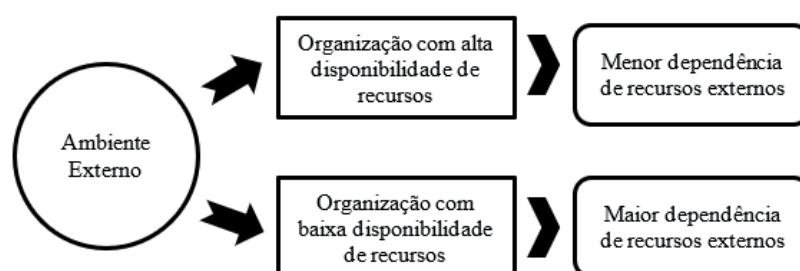 Ambiente
Externo
Organização com alta
disponibilidade de
recursos
Menor dependência
de recursos externos
Organização com
baixa disponibilidade
de recursos
Maior dependência
de recursos externos